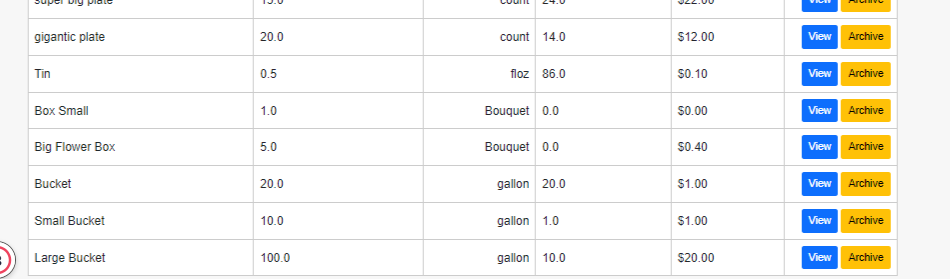 super big plate 15.0 count 24.0 $22.00 View Archive
gigantic plate 20.0 count 14.0 $12.00 View Archive
Tin 0.5 floz 86.0 $0.10 View Archive
Box Small 1.0 Bouquet 0.0 $0.00 View Archive
Big Flower Box 5.0 Bouquet 0.0 $0.40 View Archive
Bucket 20.0 gallon 20.0 $1.00 View Archive
Small Bucket 10.0 gallon 1.0 $1.00 View Archive
Large Bucket 100.0 gallon 10.0 $20.00 View Archive